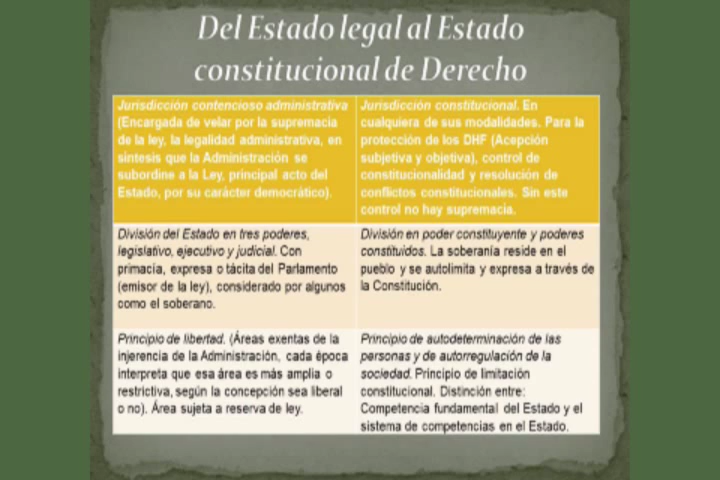 Del Estado legal al Estado
constitucional de Derecho
Jurisdicción contencioso administrativa
(Encargada de velar por la supremacia
de la ley, la legalidad administrativa, en
síntesis que la Administración se
subordine a la Ley, principal acto del
Estado, por su carácter democrático).
Jurisdicción constitucional. En
cualquiera de sus modalidades. Para la
protección de los DHF (Acepción
subjetiva y objetiva), control de
constitucionalidad y resolución de
conflictos constitucionales. Sin este
control no hay supremacia.
División del Estado en tres poderes,
legislativo, ejecutivo y judicial. Con
primacía, expresa o tácita del Parlamento
(emisor de la ley), considerado por algunos
como el soberano.
División en poder constituyente y poderes
constituidos. La soberanía reside en el
pueblo y se autolimita y expresa a través de
la Constitución.
Principio de libertad. (Áreas exentas de la
injerencia de la Administración, cada época
interpreta que esa área es más amplia o
restrictiva, según la concepción sea liberal
o no). Área sujeta a reserva de ley.
Principio de autodeterminación de las
personas y de autorregulación de la
sociedad. Principio de limitación
constitucional. Distinción entre:
Competencia fundamental del Estado y el
sistema de competencias en el Estado.